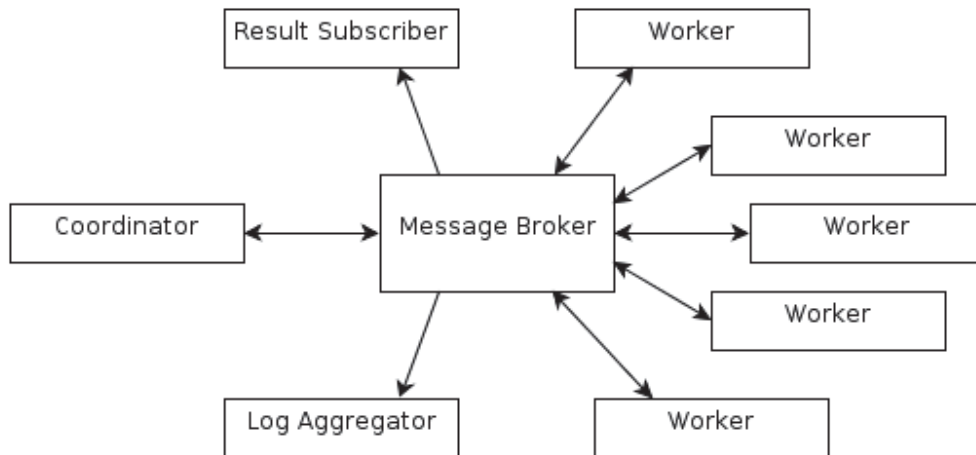 Result Subscriber
Worker
Worker
Coordinator
Message Broker
Worker
Worker
Log Aggregator
Worker